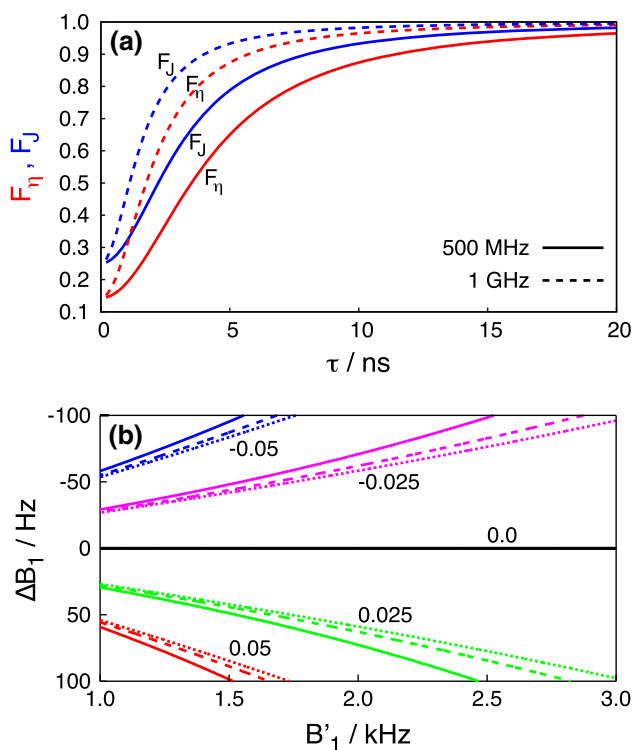 (a)
1.0
0.9
0.8
0.7
0.6
0.5
0.4
0.3
0.2
0.1
Fη , FJ
FJ
Fη
FJ
Fη
500 MHz
1 GHz
0 5 10 15 20
τ / ns
(b)
-100
-50
0
50
100
ΔB1 / Hz
-0.05
-0.025
0.0
0.025
0.05
1.0 1.5 2.0 2.5 3.0
B'1 / kHz